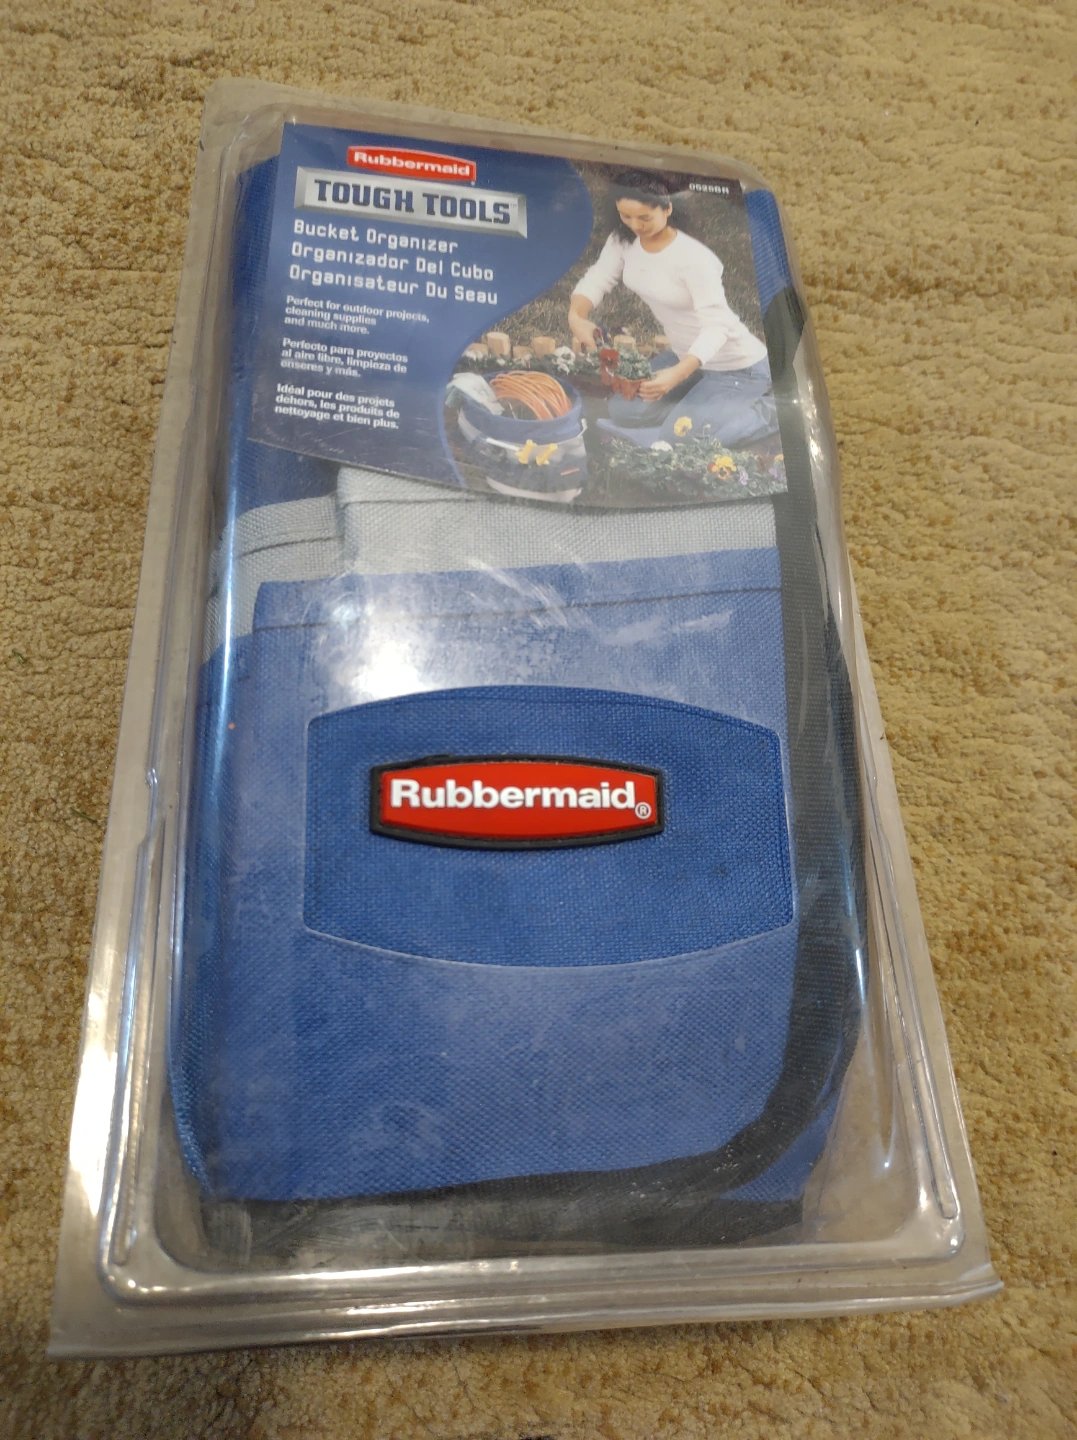 Rubbermaid
TOUGH TOOLS
Bucket Organizer
Organizador Del Cubo
Organisateur Du Seau
Perfect for outdoor projects,
cleaning supplies
and much more.
Perfecto para proyectos
al aire libre, limpieza de
enseres y más.
Idéal pour des projets
dehors, les produits de
nettoyage et bien plus.
Rubbermaid®